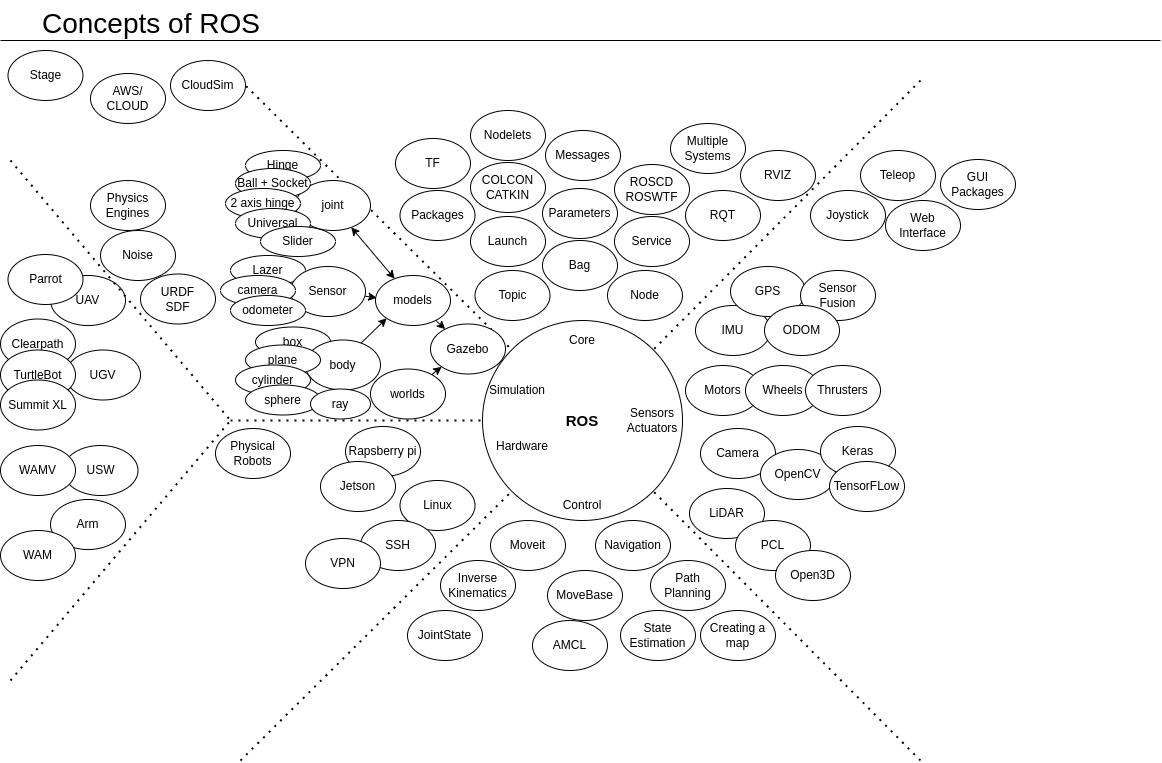 Concepts of ROS
Stage
AWS/
CLOUD
CloudSim
Physics
Engines
Noise
URDF
SDF
Parrot
UAV
Clearpath
TurtleBot
Summit XL
UGV
WAMV
USW
Arm
WAM
Hinge
Ball + Socket
2 axis hinge
Universal
Slider
joint
Lazer
camera
odometer
Sensor
models
box
plane
cylinder
sphere
ray
body
worlds
Gazebo
TF
Nodelets
Messages
COLCON
CATKIN
Packages
Launch
Parameters
Bag
Topic
ROSCD
ROSWTF
Service
Node
Multiple
Systems
RVIZ
RQT
Teleop
GUI
Packages
Joystick
Web
Interface
GPS
Sensor
Fusion
IMU
ODOM
Motors
Wheels
Thrusters
Camera
OpenCV
Keras
TensorFLow
LiDAR
PCL
Open3D
Core
Simulation
ROS
Sensors
Actuators
Hardware
Control
Physical
Robots
Rapsberry pi
Jetson
Linux
SSH
VPN
Moveit
Navigation
Inverse
Kinematics
MoveBase
Path
Planning
JointState
AMCL
State
Estimation
Creating a
map